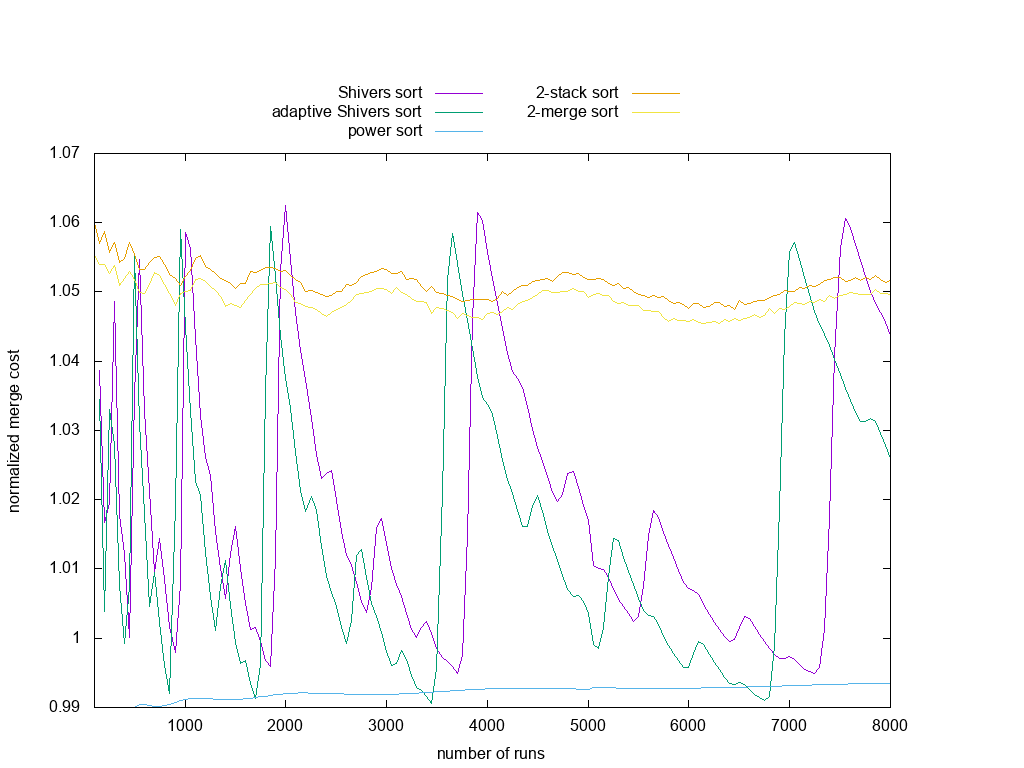 Shivers sort
2-stack sort
adaptive Shivers sort
2-merge sort
power sort
1.07
1.06
1.05
1.04
1.03
1.02
1.01
1
0.99
normalized merge cost
1000 2000 3000 4000 5000 6000 7000 8000
number of runs